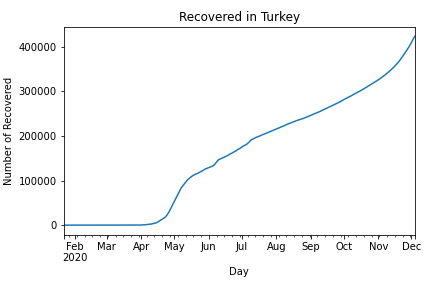 Recovered in Turkey
Number of Recovered
400000
300000
200000
100000
0
Feb Mar Apr May Jun Jul Aug Sep Oct Nov Dec
2020
Day